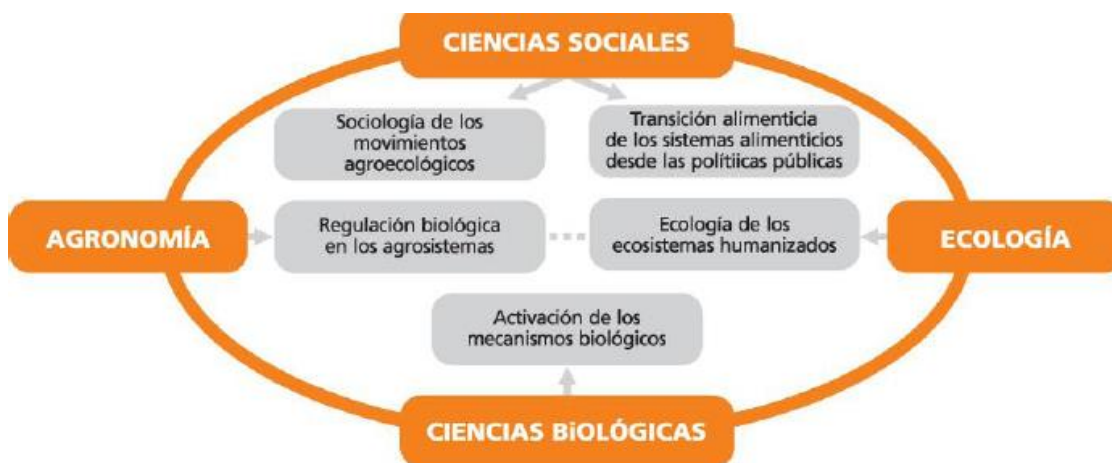 CIENCIAS SOCIALES
Sociología de los
movimientos
agroecológicos
Transición alimenticia
de los sistemas alimenticios
desde las polítiicas públicas
AGRONOMÍA
Regulación biológica
en los agrosistemas
Ecología de los
ecosistemas humanizados
ECOLOGÍA
Activación de los
mecanismos biológicos
CIENCIAS BiOLÓGICAS